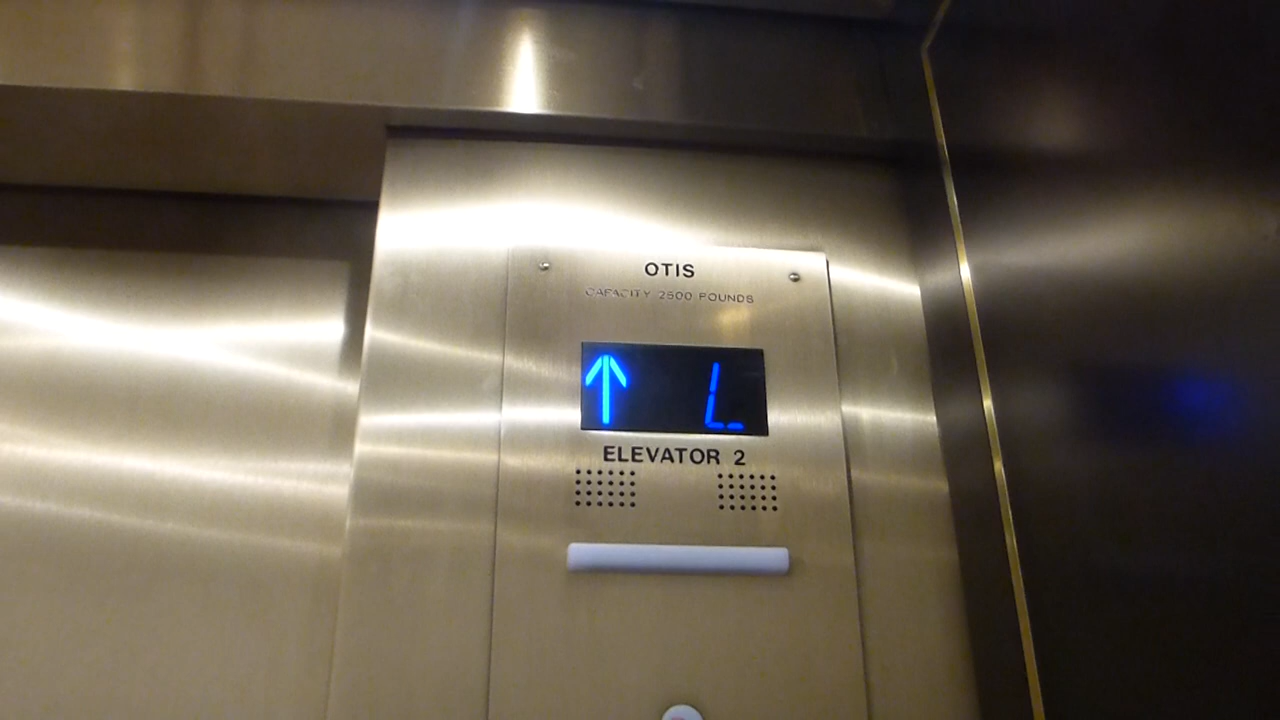 OTIS
CAPACITY 2500 POUNDS
↑ L
ELEVATOR 2